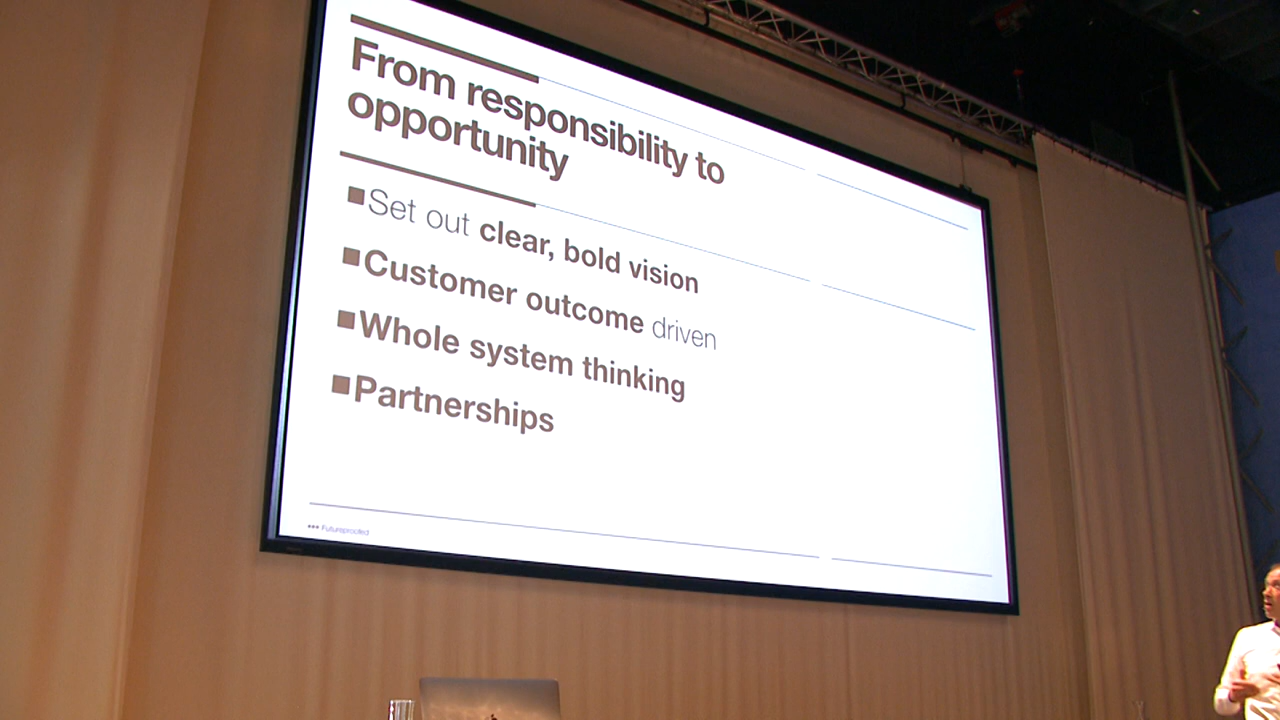 From responsibility to
opportunity
Set out clear, bold vision
Customer outcome driven
Whole system thinking
Partnerships
Futureproofed